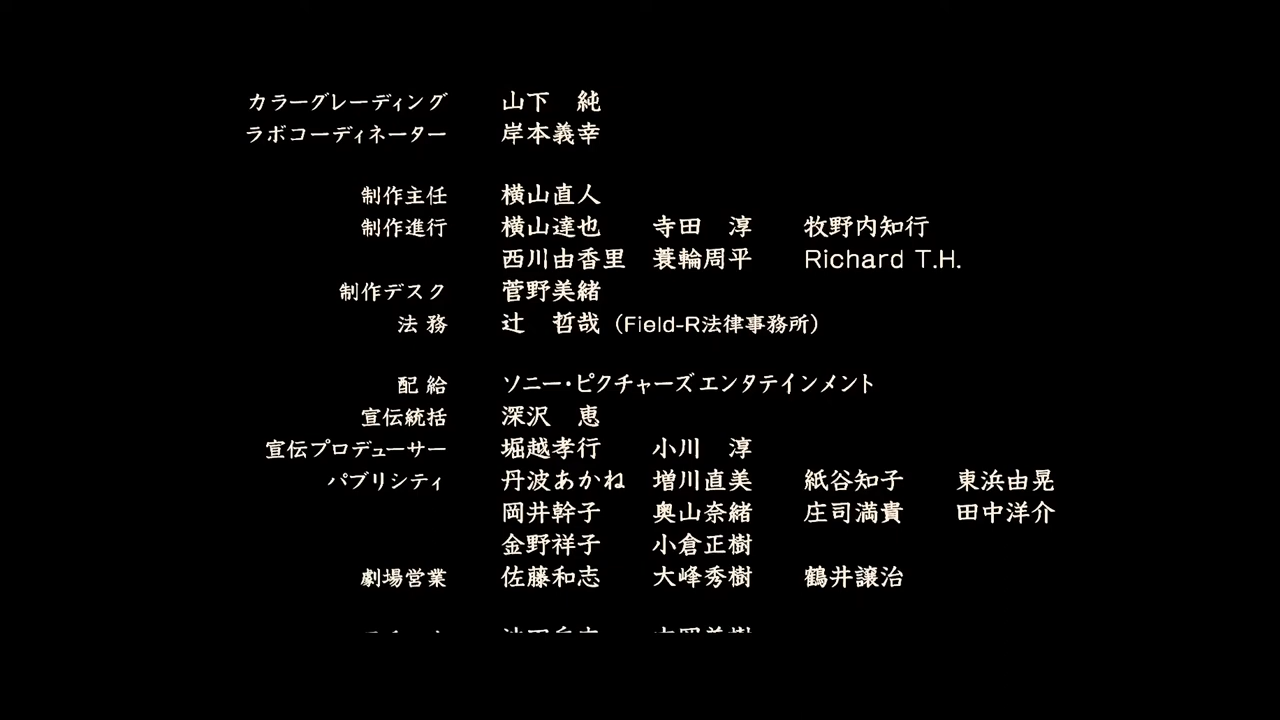 カラーグレーディング 山下 純
ラボコーディネーター 岸本義幸
制作主任 横山直人
制作進行 横山達也 寺田 淳 牧野内知行
西川由香里 蓑輪周平 Richard T.H.
制作デスク 菅野美緒
法務 辻 哲哉（Field-R法律事務所）
配給 ソニー・ピクチャーズ エンタテインメント
宣伝統括 深沢 恵
宣伝プロデューサー 堀越孝行 小川 淳
パブリシティ 丹波あかね 増川直美 紙谷知子 東浜由晃
岡井幹子 奥山奈緒 庄司満貴 田中洋介
金野祥子 小倉正樹
劇場営業 佐藤和志 大峰秀樹 鶴井譲治